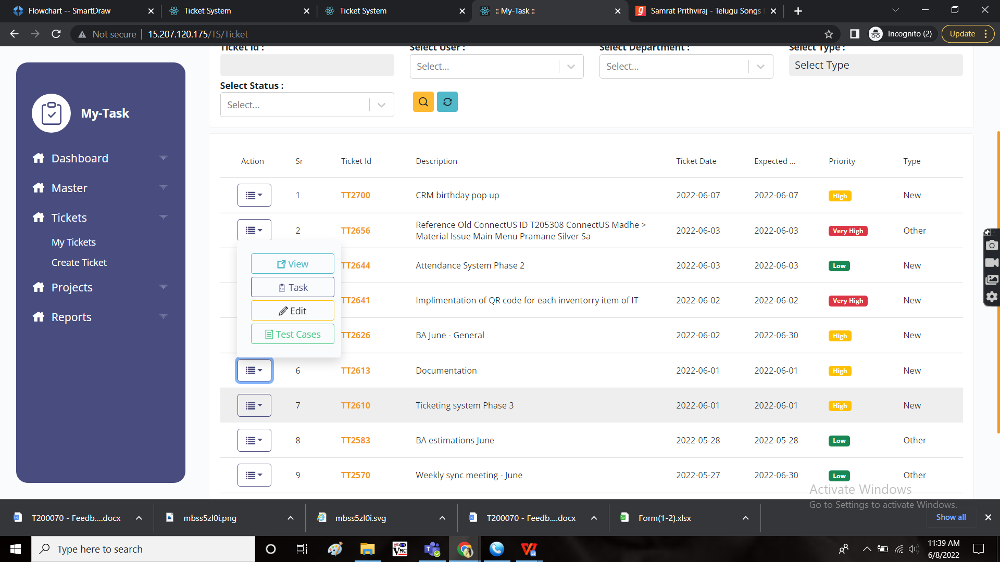 Flowchart -- SmartDraw
Ticket System
Ticket System
:: My-Task ::
Samrat Prithviraj - Telugu Songs
Not secure
15.207.120.175/TS/Ticket
Incognito (2)
Update
Ticket Id :
Select User :
Select Department :
Select Type :
Select...
Select...
Select Type
Select Status :
Select...
My-Task
Dashboard
Master
Tickets
My Tickets
Create Ticket
Projects
Reports
Action Sr Ticket Id Description Ticket Date Expected ... Priority Type
1 TT2700 CRM birthday pop up 2022-06-07 2022-06-07 High New
2 TT2656 Reference Old ConnectUS ID T205308 ConnectUS Madhe >
Material Issue Main Menu Pramane Silver Sa 2022-06-03 2022-06-03 Very High Other
TT2644 Attendance System Phase 2 2022-06-03 2022-06-03 Low New
TT2641 Implimentation of QR code for each inventorry item of IT 2022-06-02 2022-06-02 Very High New
TT2626 BA June - General 2022-06-02 2022-06-30 High New
View
Task
Edit
Test Cases
6 TT2613 Documentation 2022-06-01 2022-06-01 High New
7 TT2610 Ticketing system Phase 3 2022-06-01 2022-06-01 High New
8 TT2583 BA estimations June 2022-05-28 2022-05-28 Low Other
9 TT2570 Weekly sync meeting - June 2022-05-27 2022-06-30 Low Other
Activate Windows
Go to Settings to activate Windows.
T200070 - Feedb....docx
mbss5zl0i.png
mbss5zl0i.svg
T200070 - Feedb....docx
Form(1-2).xlsx
Show all
Type here to search
11:39 AM
6/8/2022